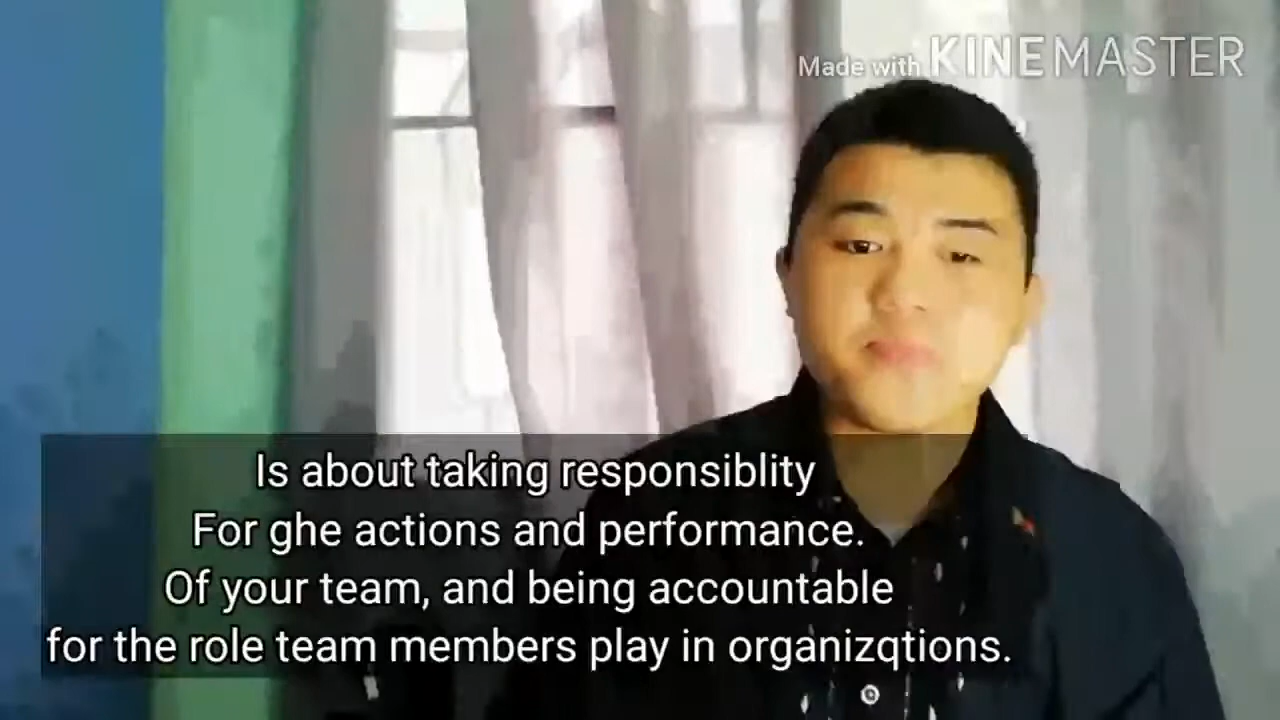 Made with KINEMASTER
Is about taking responsiblity
For ghe actions and performance.
Of your team, and being accountable
for the role team members play in organizqtions.